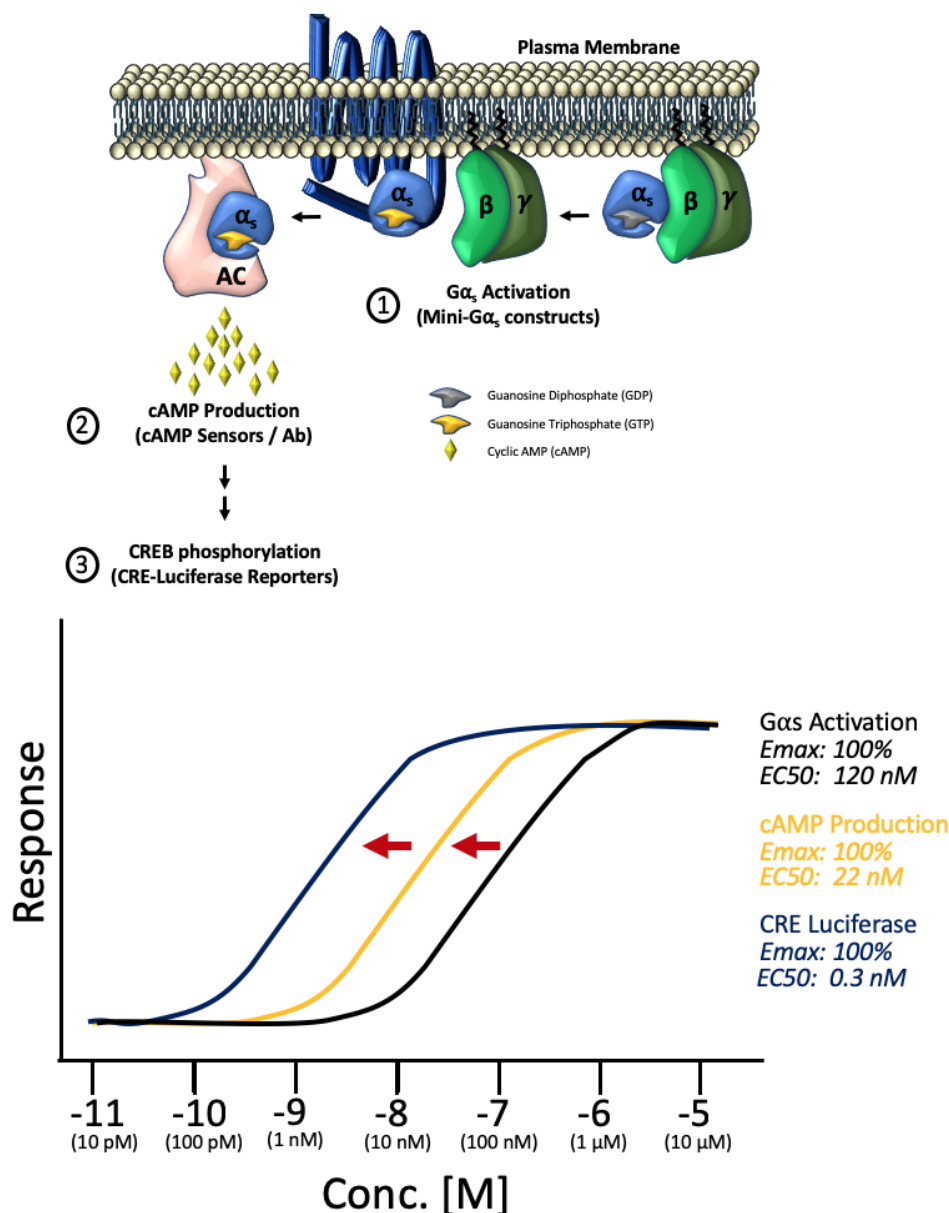 Plasma Membrane
αs
β
γ
αs
β
γ
αs
AC
1
Gαs Activation
(Mini-Gαs constructs)
Guanosine Diphosphate (GDP)
Guanosine Triphosphate (GTP)
Cyclic AMP (cAMP)
2
cAMP Production
(cAMP Sensors / Ab)
3
CREB phosphorylation
(CRE-Luciferase Reporters)
Response
Gαs Activation
Emax: 100%
EC50: 120 nM
cAMP Production
Emax: 100%
EC50: 22 nM
CRE Luciferase
Emax: 100%
EC50: 0.3 nM
-11 -10 -9 -8 -7 -6 -5
(10 pM) (100 pM) (1 nM) (10 nM) (100 nM) (1 μM) (10 μM)
Conc. [M]